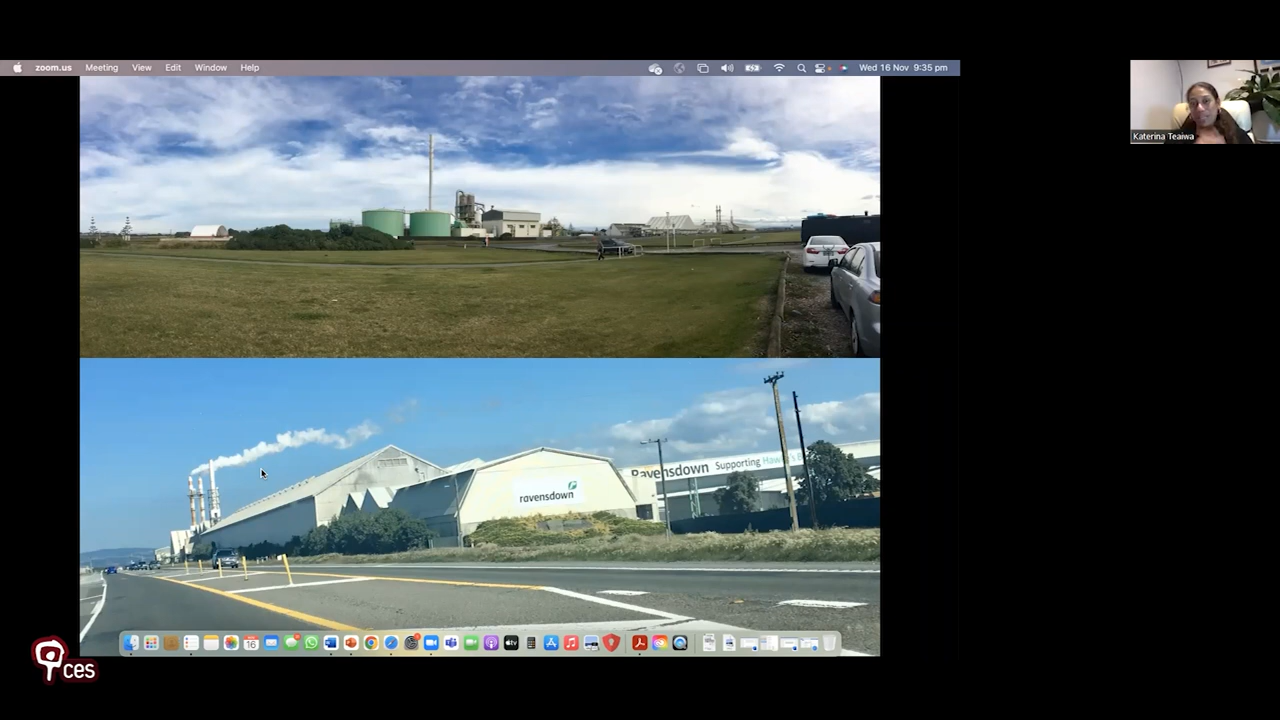 zoom.us Meeting View Edit Window Help Wed 16 Nov 9:35 pm
Katerina Teaiwa
ravensdown
Ravensdown Supporting
16
ces